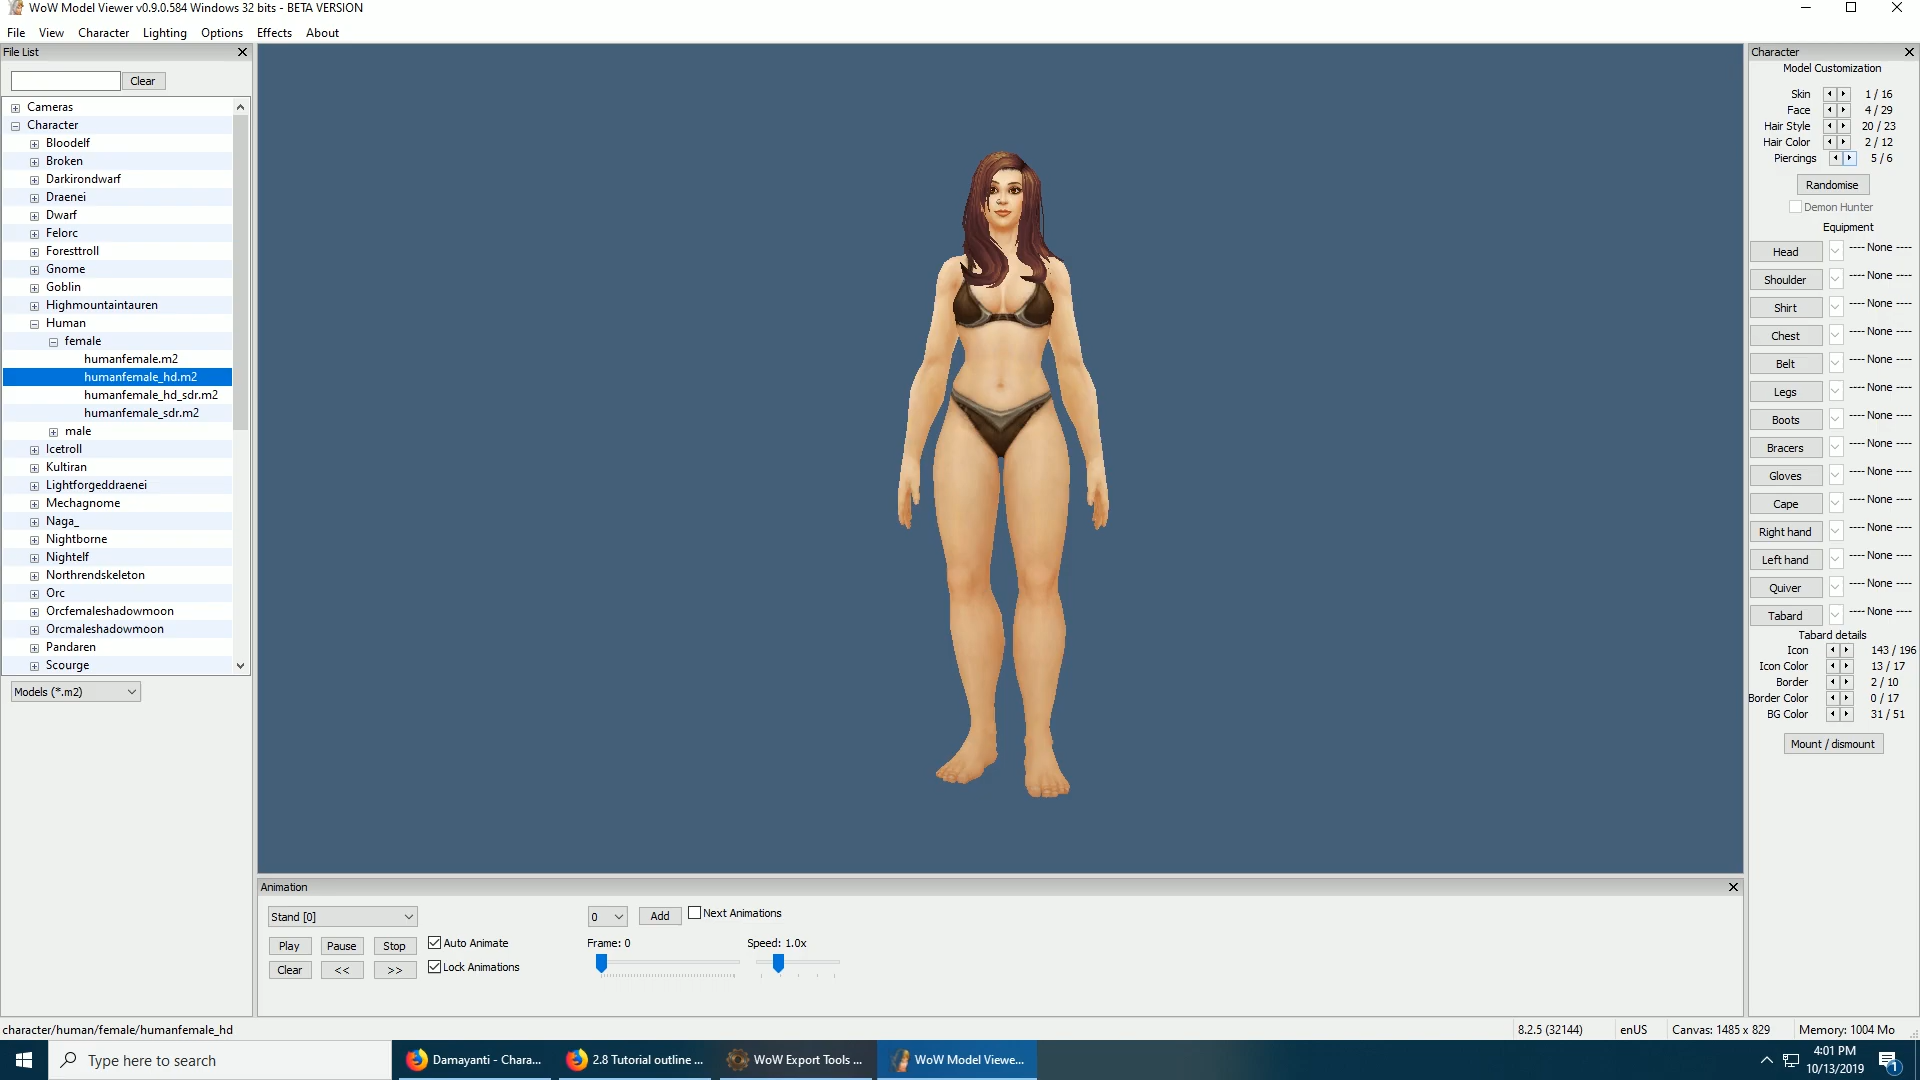 WoW Model Viewer v0.9.0.584 Windows 32 bits - BETA VERSION
File View Character Lighting Options Effects About
File List
Clear
Cameras
Character
Bloodelf
Broken
Darkirondwarf
Draenei
Dwarf
Felorc
Foresttroll
Gnome
Goblin
Highmountaintauren
Human
female
humanfemale.m2
humanfemale_hd.m2
humanfemale_hd_sdr.m2
humanfemale_sdr.m2
male
Icetroll
Kultiran
Lightforgeddraenei
Mechagnome
Naga_
Nightborne
Nightelf
Northrendskeleton
Orc
Orcfemaleshadowmoon
Orcmaleshadowmoon
Pandaren
Scourge
Models (*.m2)
Character
Model Customization
Skin 1 / 16
Face 4 / 29
Hair Style 20 / 23
Hair Color 2 / 12
Piercings 5 / 6
Randomise
Demon Hunter
Equipment
Head ---- None ----
Shoulder ---- None ----
Shirt ---- None ----
Chest ---- None ----
Belt ---- None ----
Legs ---- None ----
Boots ---- None ----
Bracers ---- None ----
Gloves ---- None ----
Cape ---- None ----
Right hand ---- None ----
Left hand ---- None ----
Quiver ---- None ----
Tabard ---- None ----
Tabard details
Icon 143 / 196
Icon Color 13 / 17
Border 2 / 10
Border Color 0 / 17
BG Color 31 / 51
Mount / dismount
Animation
Stand [0] 0 Add Next Animations
Play Pause Stop Auto Animate Frame: 0 Speed: 1.0x
Clear << >> Lock Animations
character/human/female/humanfemale_hd 8.2.5 (32144) enUS Canvas: 1485 x 829 Memory: 1004 Mo
Type here to search Damayanti - Chara... 2.8 Tutorial outline ... WoW Export Tools ... WoW Model Viewe... 4:01 PM
10/13/2019 1